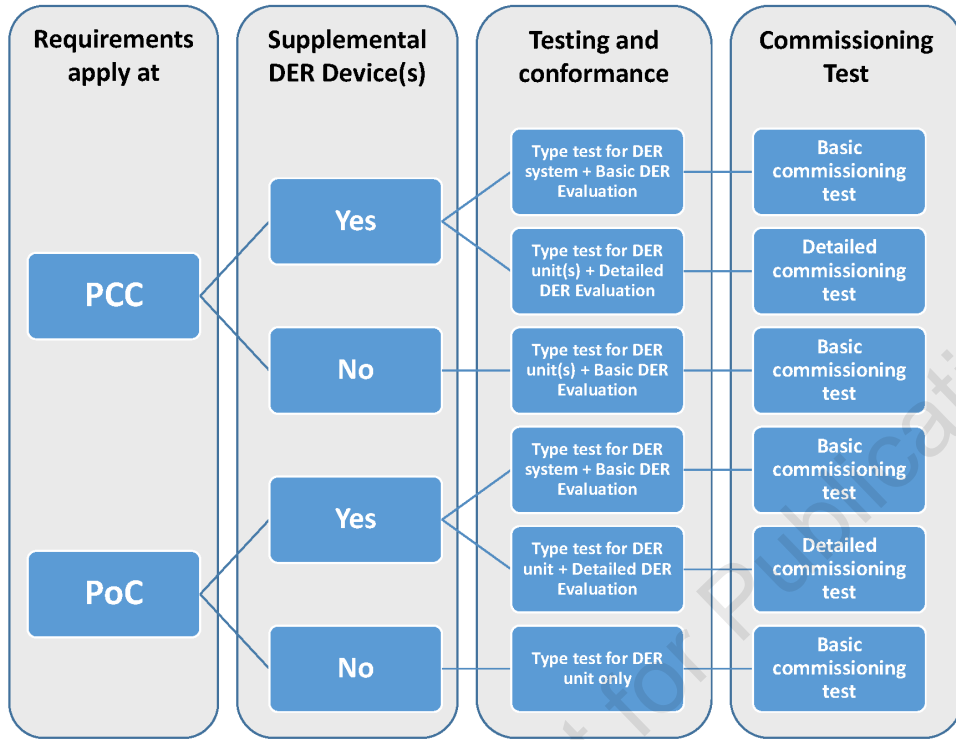 Requirements
apply at
Supplemental
DER Device(s)
Testing and
conformance
Commissioning
Test
PCC
Yes
Type test for DER
system + Basic DER
Evaluation
Basic
commissioning
test
Type test for DER
unit(s) + Detailed
DER Evaluation
Detailed
commissioning
test
No
Type test for DER
unit(s) + Basic DER
Evaluation
Basic
commissioning
test
PoC
Yes
Type test for DER
system + Basic DER
Evaluation
Basic
commissioning
test
Type test for DER
unit + Detailed DER
Evaluation
Detailed
commissioning
test
No
Type test for DER
unit only
Basic
commissioning
test
for